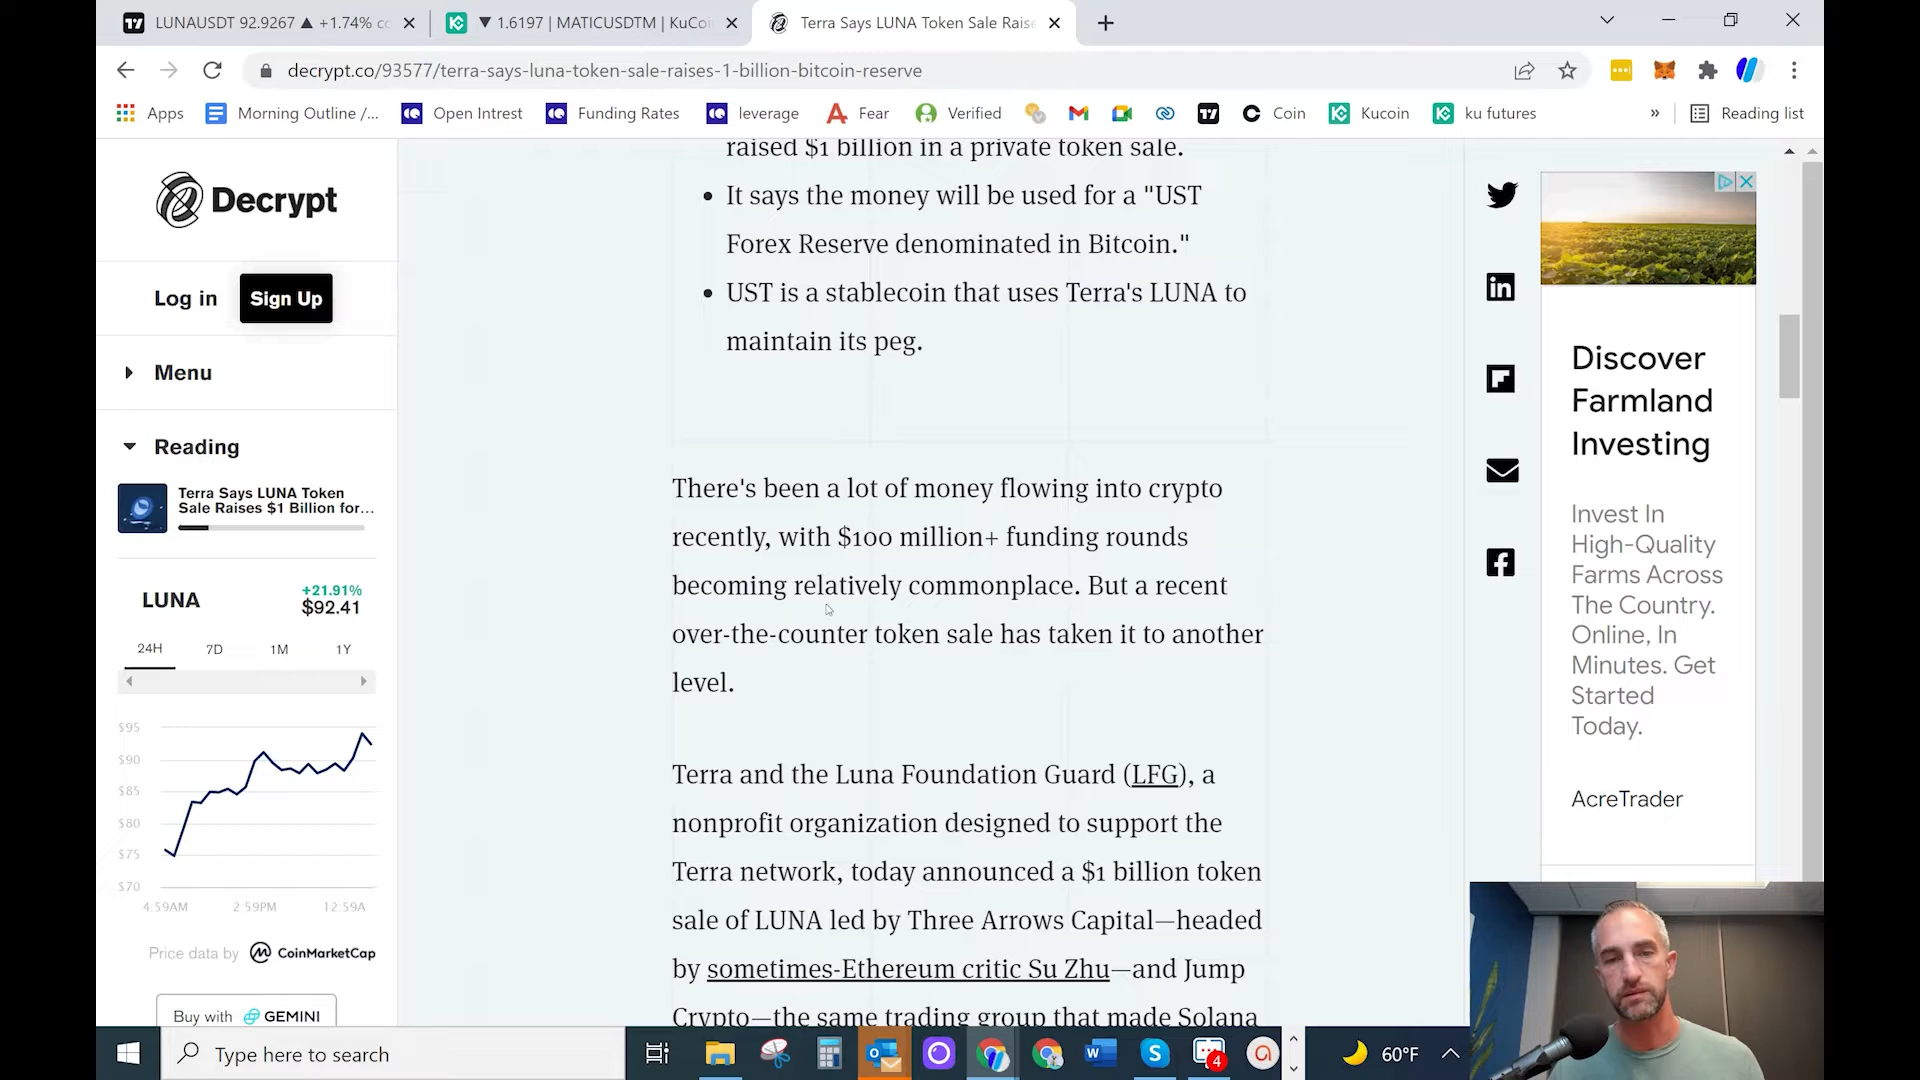 LUNAUSDT 92.9267 ▲ +1.74% cc
▼ 1.6197 | MATICUSDTM | KuCoi
Terra Says LUNA Token Sale Raise
decrypt.co/93577/terra-says-luna-token-sale-raises-1-billion-bitcoin-reserve
Apps
Morning Outline /...
Open Intrest
Funding Rates
leverage
Fear
Verified
Coin
Kucoin
ku futures
»
Reading list
Decrypt
Log in
Sign Up
Menu
Reading
Terra Says LUNA Token
Sale Raises $1 Billion for...
LUNA
+21.91%
$92.41
24H 7D 1M 1Y
$95
$90
$85
$80
$75
$70
4:59AM 2:59PM 12:59A
Price data by CoinMarketCap
Buy with GEMINI
raised $1 billion in a private token sale.
• It says the money will be used for a "UST
Forex Reserve denominated in Bitcoin."
• UST is a stablecoin that uses Terra's LUNA to
maintain its peg.
There's been a lot of money flowing into crypto
recently, with $100 million+ funding rounds
becoming relatively commonplace. But a recent
over-the-counter token sale has taken it to another
level.
Terra and the Luna Foundation Guard (LFG), a
nonprofit organization designed to support the
Terra network, today announced a $1 billion token
sale of LUNA led by Three Arrows Capital—headed
by sometimes-Ethereum critic Su Zhu—and Jump
Crypto—the same trading group that made Solana
Discover
Farmland
Investing
Invest In
High-Quality
Farms Across
The Country.
Online, In
Minutes. Get
Started
Today.
AcreTrader
Type here to search
4
60°F